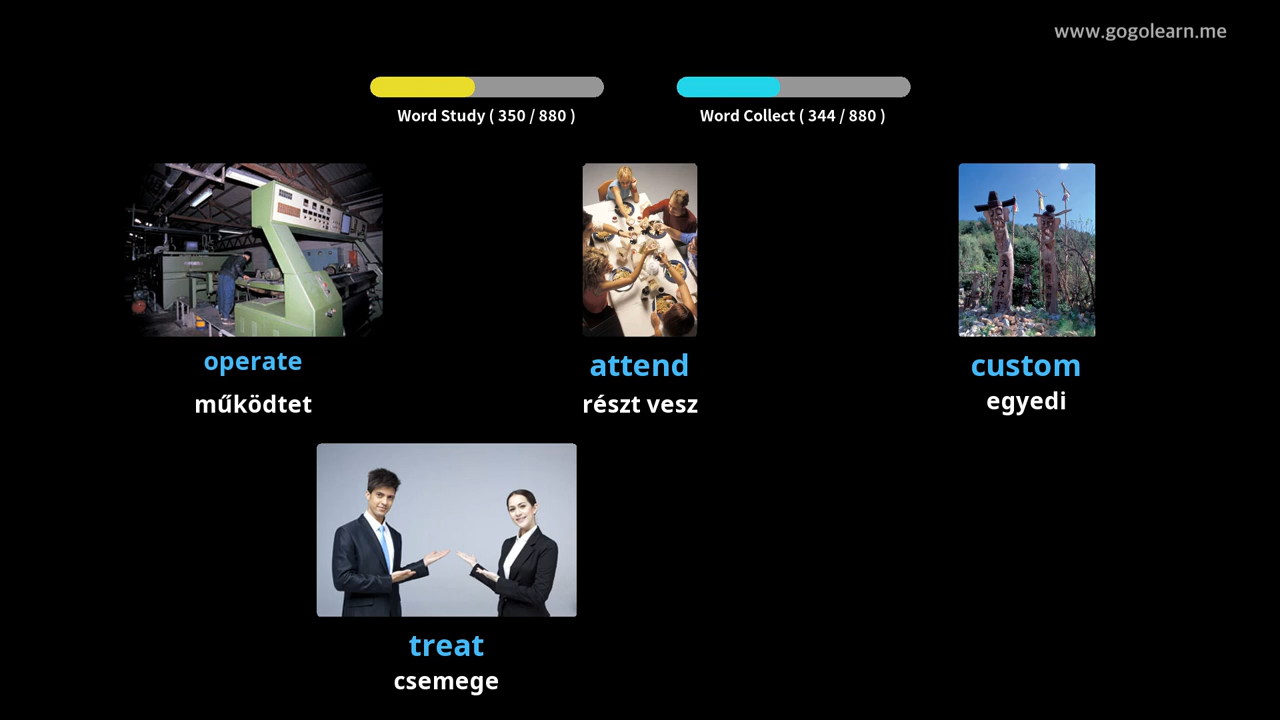 www.gogolearn.me
Word Study ( 350 / 880 )
Word Collect ( 344 / 880 )
operate
működtet
attend
részt vesz
custom
egyedi
treat
csemege